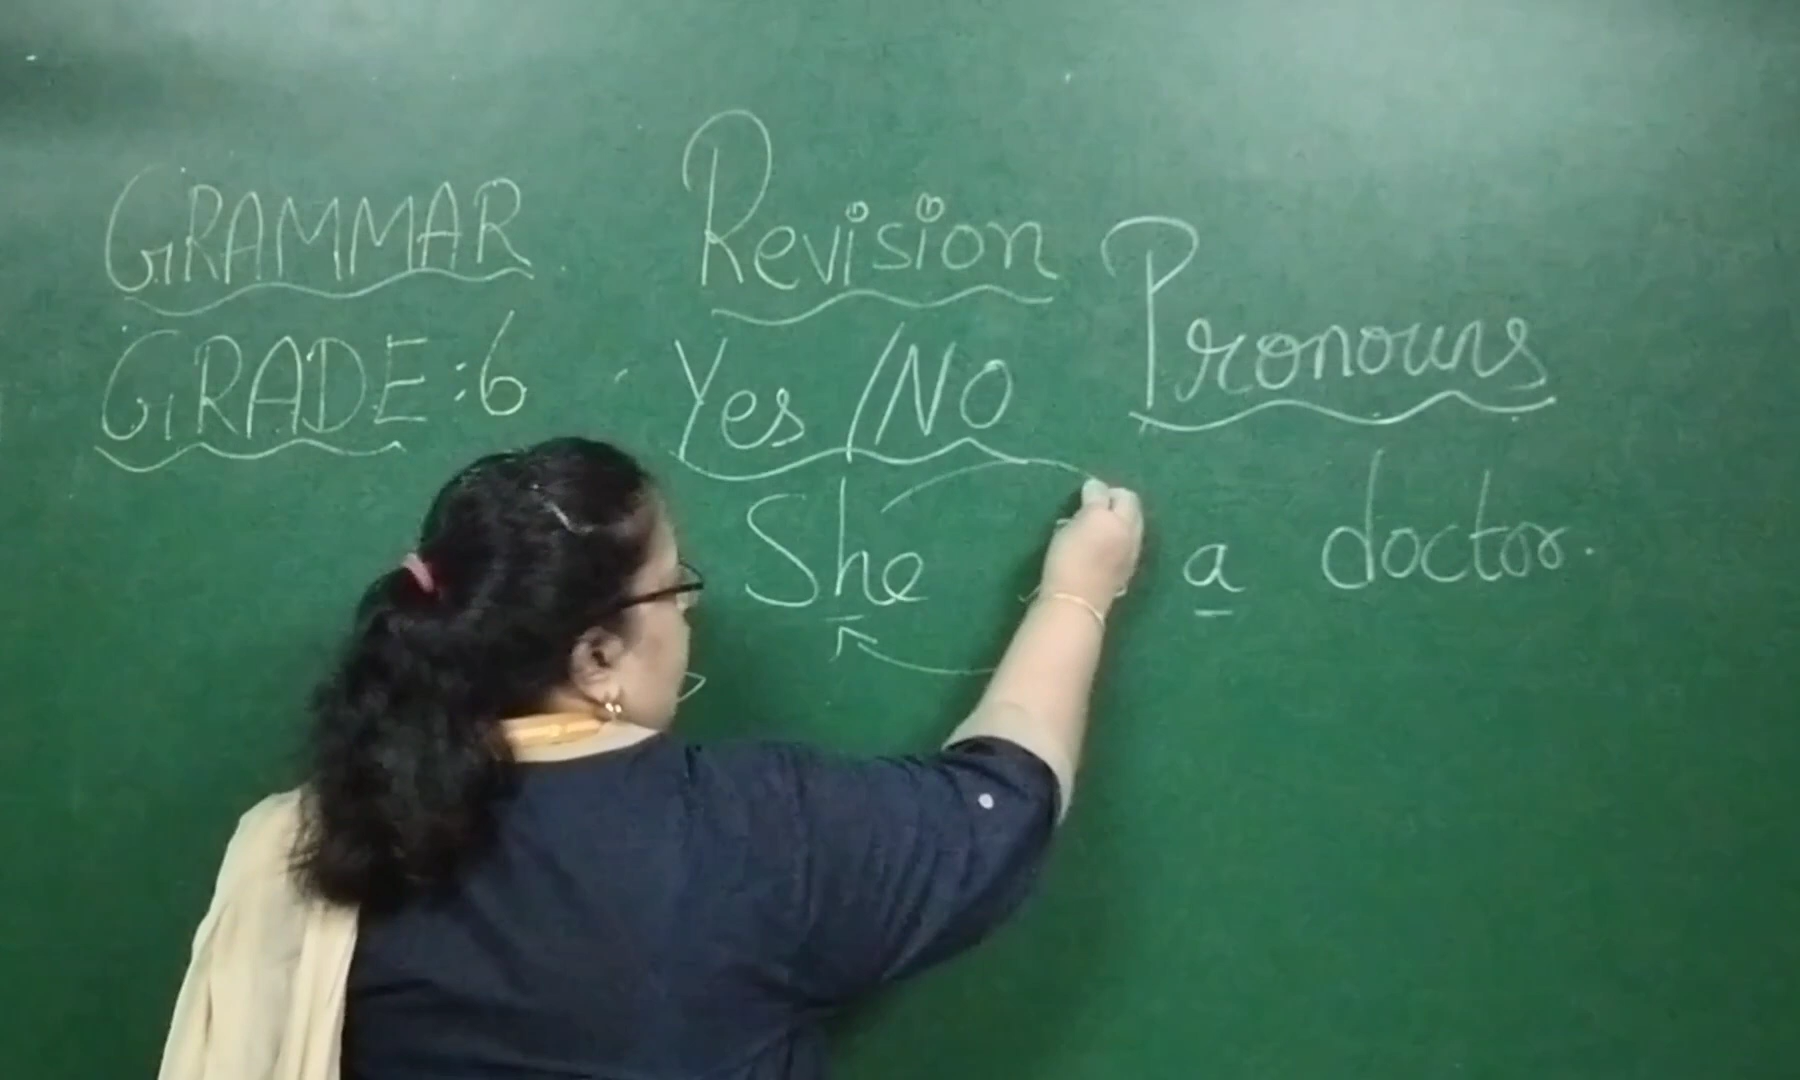 GRAMMAR
GRADE:6
Revision
Yes/NO
Pronouns
She a doctor.